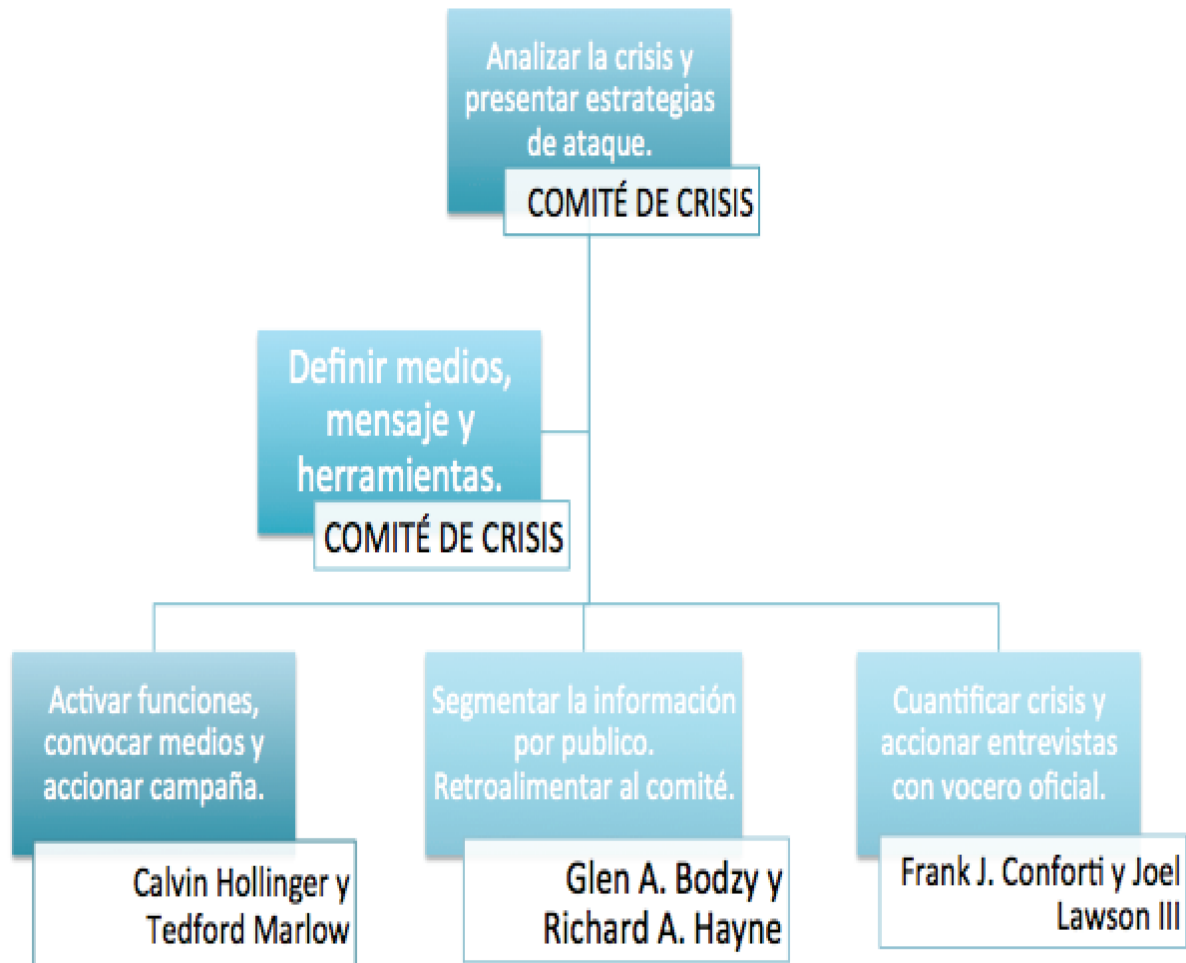 Analizar la crisis y
presentar estrategias
de ataque.
COMITÉ DE CRISIS
Definir medios,
mensaje y
herramientas.
COMITÉ DE CRISIS
Activar funciones,
convocar medios y
accionar campaña.
Calvin Hollinger y
Tedford Marlow
Segmentar la información
por publico.
Retroalimentar al comité.
Glen A. Bodzy y
Richard A. Hayne
Cuantificar crisis y
accionar entrevistas
con vocero oficial.
Frank J. Conforti y Joel
Lawson III